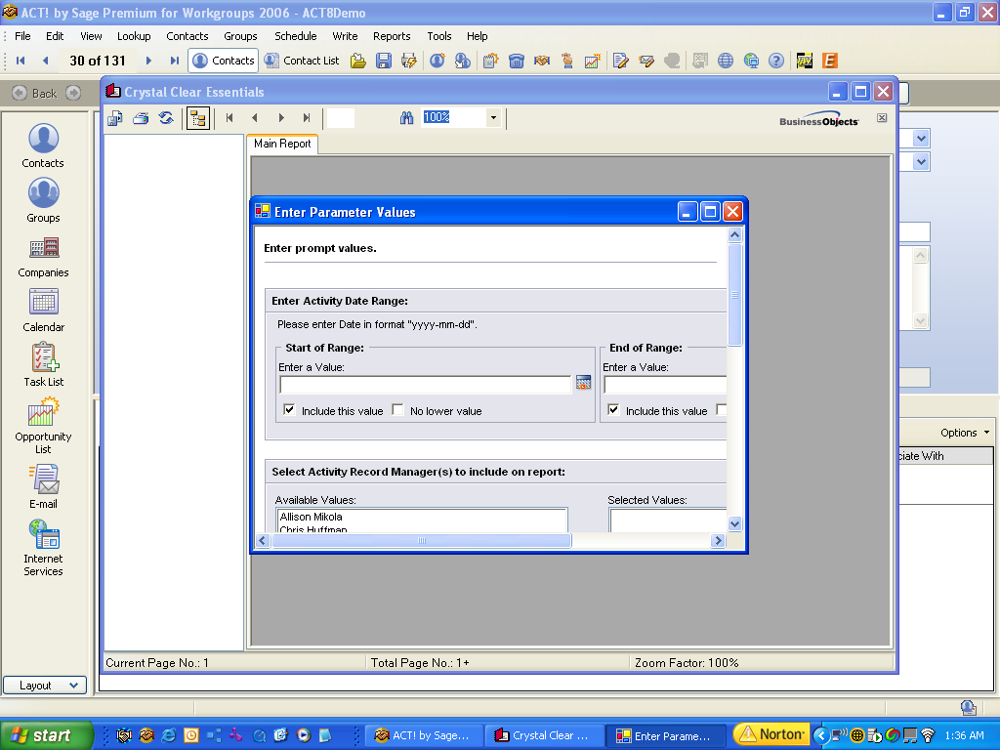 ACT! by Sage Premium for Workgroups 2006 - ACT8Demo
File Edit View Lookup Contacts Groups Schedule Write Reports Tools Help
30 of 131 Contacts Contact List
Back
Crystal Clear Essentials
100%
BusinessObjects
Main Report
Contacts
Groups
Companies
Calendar
Task List
Opportunity
List
E-mail
Internet
Services
Layout
Enter Parameter Values
Enter prompt values.
Enter Activity Date Range:
Please enter Date in format "yyyy-mm-dd".
Start of Range: End of Range:
Enter a Value: Enter a Value:
Include this value No lower value Include this value
Select Activity Record Manager(s) to include on report:
Available Values: Selected Values:
Allison Mikola
Chris Huffman
Options
ciate With
Current Page No.: 1 Total Page No.: 1+ Zoom Factor: 100%
start ACT! by Sage... Crystal Clear ... Enter Parame... Norton 1:36 AM